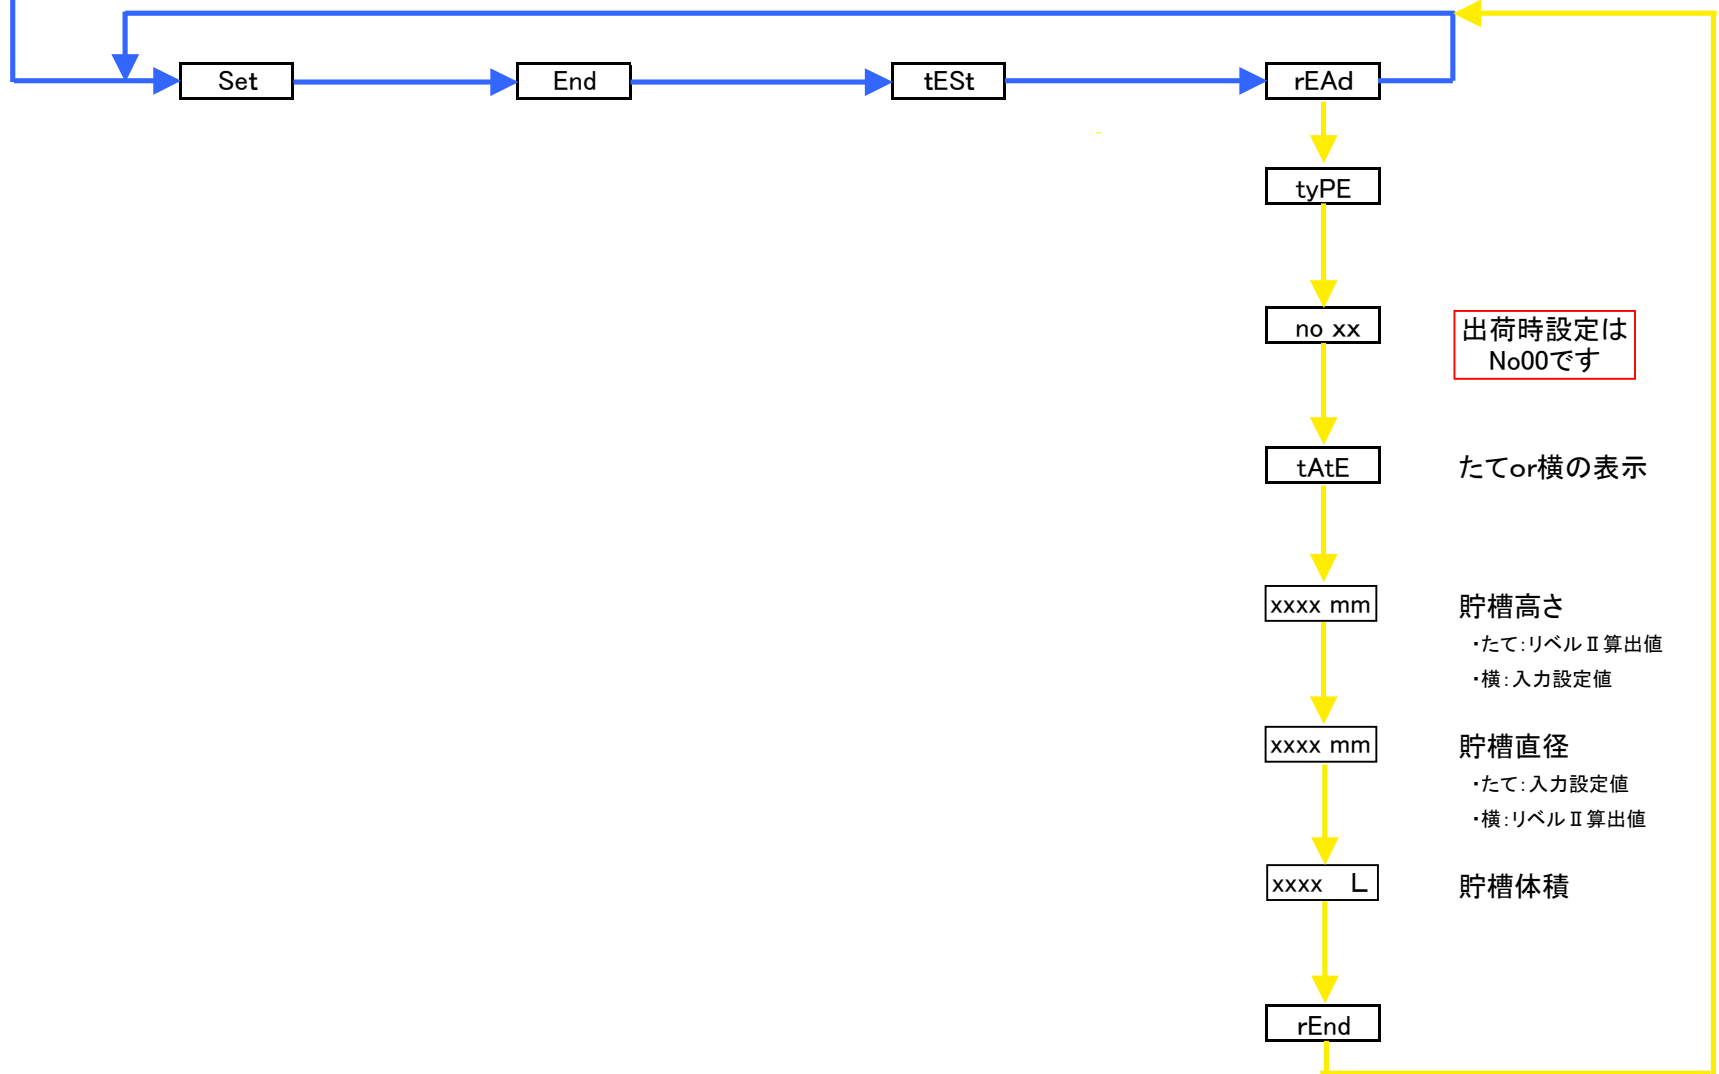 Set
End
tESt
rEAd
tyPE
no xx
出荷時設定は
No00です
tAtE
たてor横の表示
xxxx mm
貯槽高さ
・たて:リベルⅡ算出値
・横:入力設定値
xxxx mm
貯槽直径
・たて:入力設定値
・横:リベルⅡ算出値
xxxx L
貯槽体積
rEnd